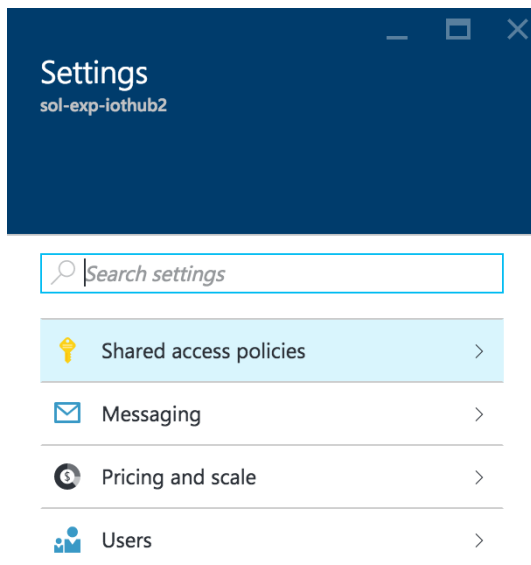 Settings
sol-exp-iothub2
Search settings
Shared access policies
Messaging
Pricing and scale
Users